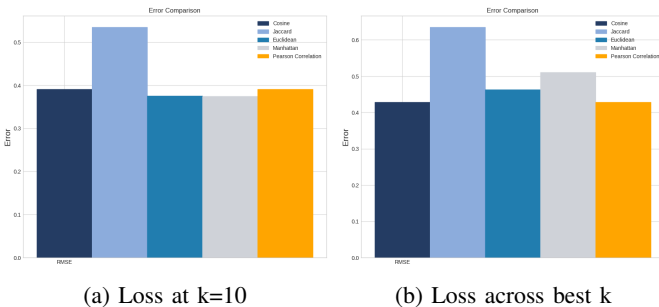 Error Comparison
Cosine
Jaccard
Euclidean
Manhattan
Pearson Correlation
Error
0.5
0.4
0.3
0.2
0.1
0.0
RMSE
(a) Loss at k=10
Error Comparison
Cosine
Jaccard
Euclidean
Manhattan
Pearson Correlation
Error
0.6
0.5
0.4
0.3
0.2
0.1
0.0
RMSE
(b) Loss across best k